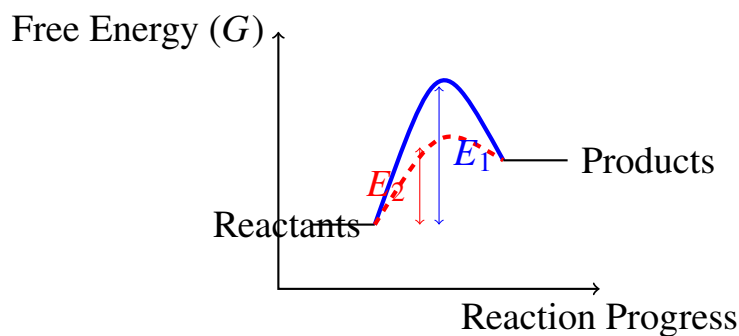 Free Energy (G)
E₁
Products
E₂
Reactants
Reaction Progress